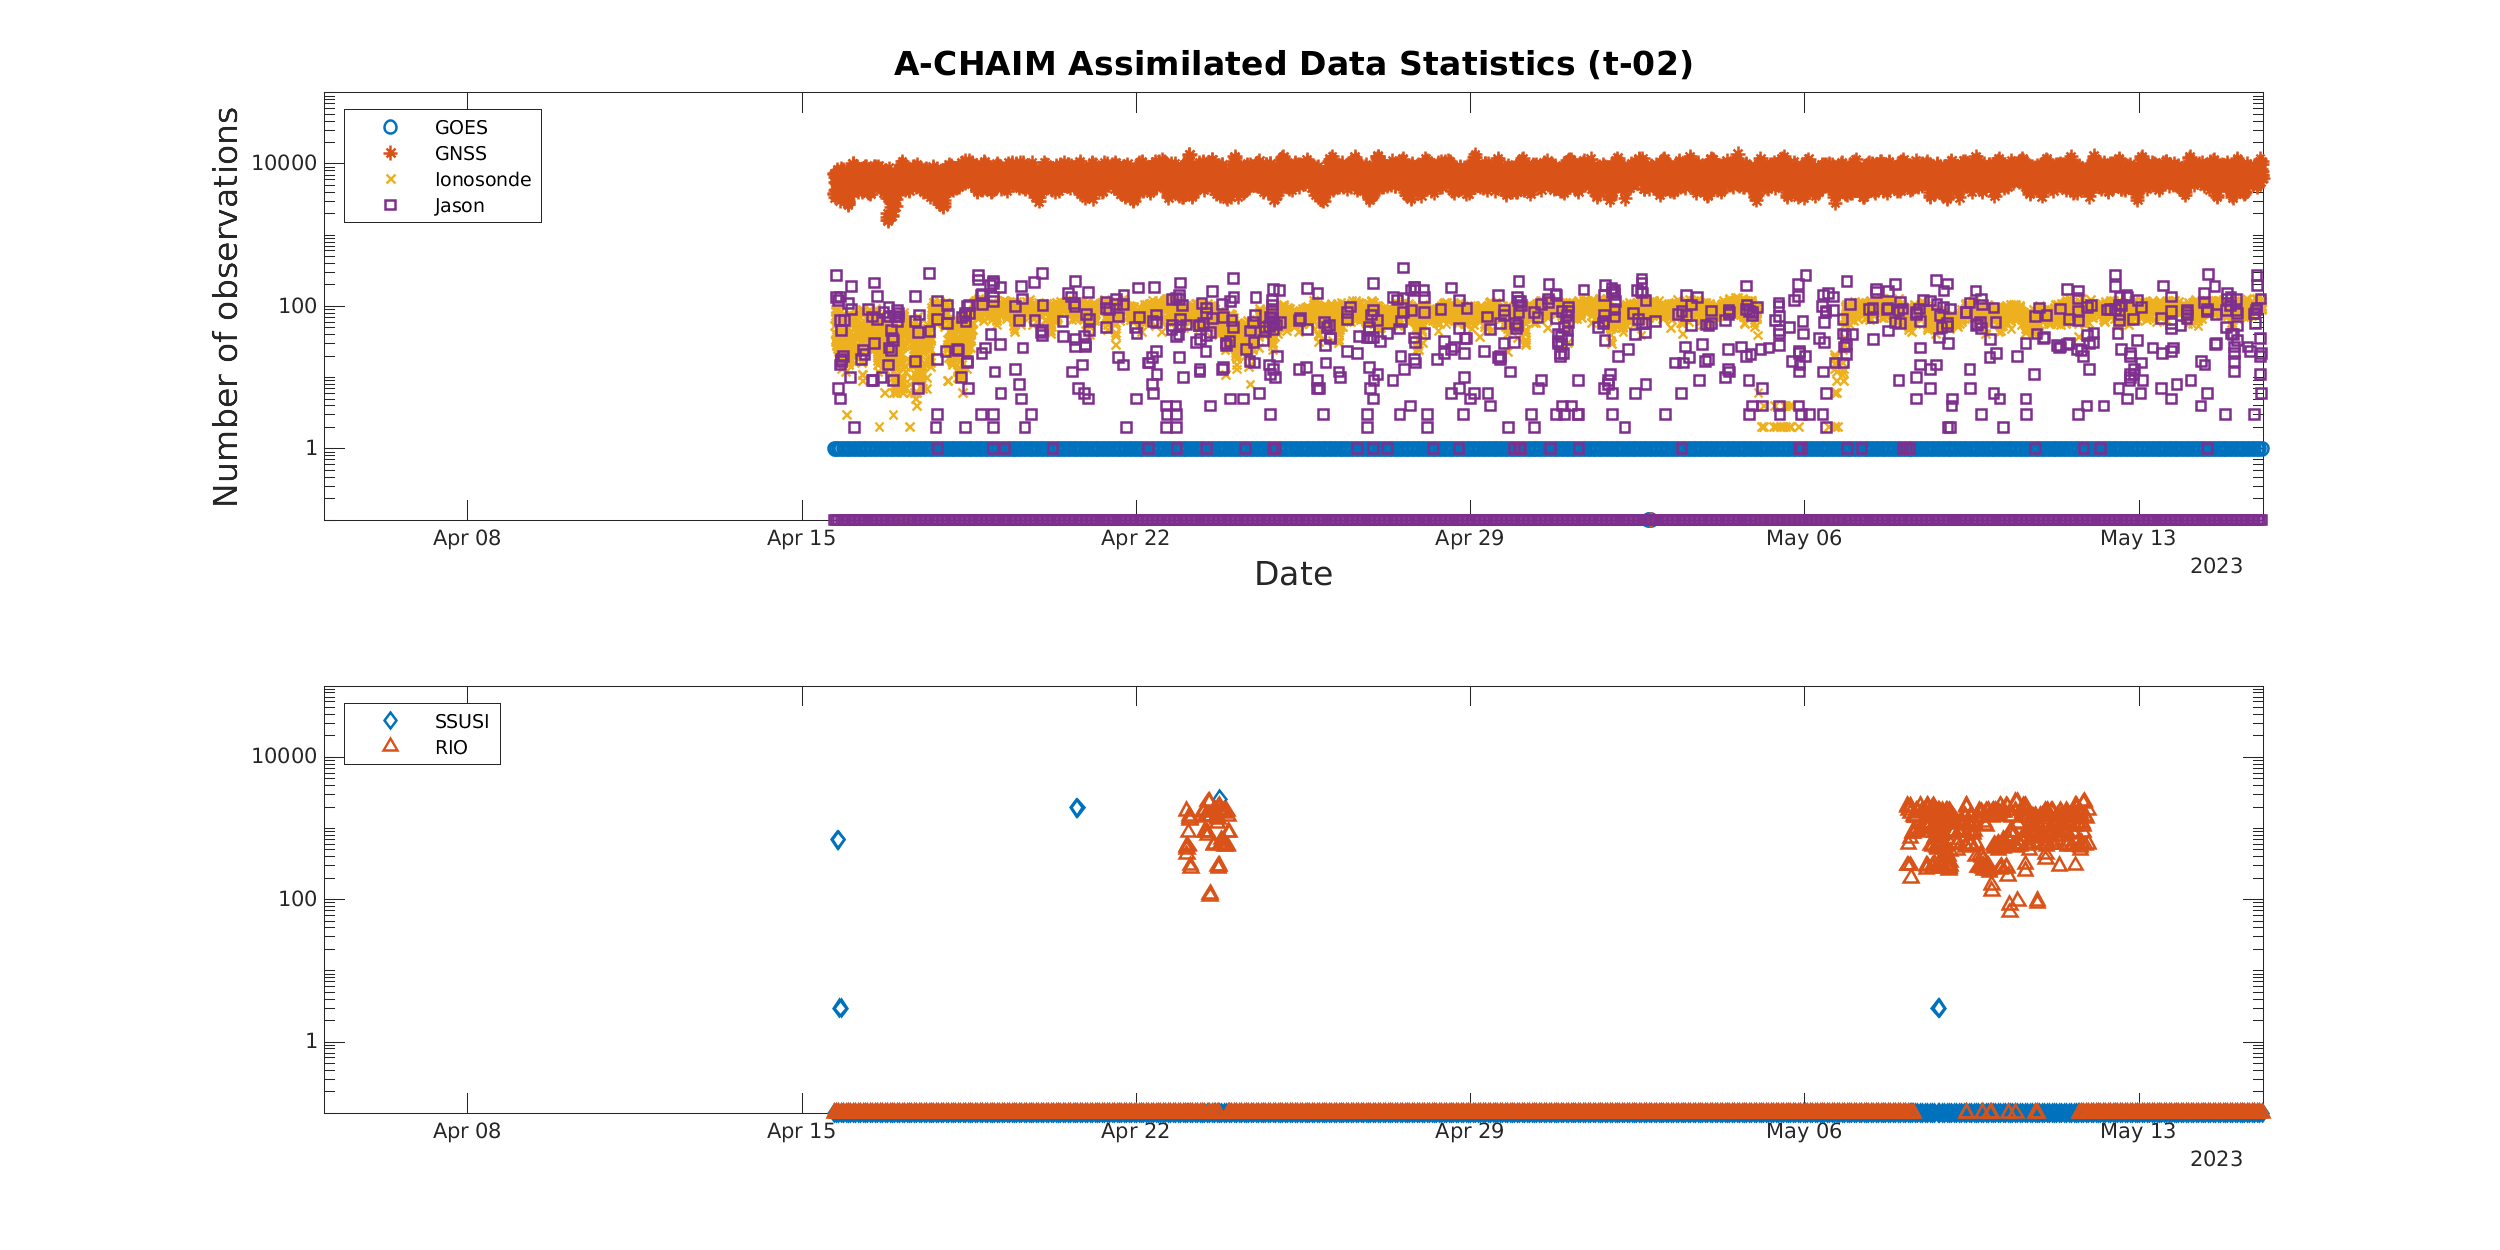 A-CHAIM Assimilated Data Statistics (t-02)
Number of observations
10000
100
1
GOES
GNSS
Ionosonde
Jason
Apr 08
Apr 15
Apr 22
Apr 29
May 06
May 13
2023
Date
10000
100
1
SSUSI
RIO
Apr 08
Apr 15
Apr 22
Apr 29
May 06
May 13
2023